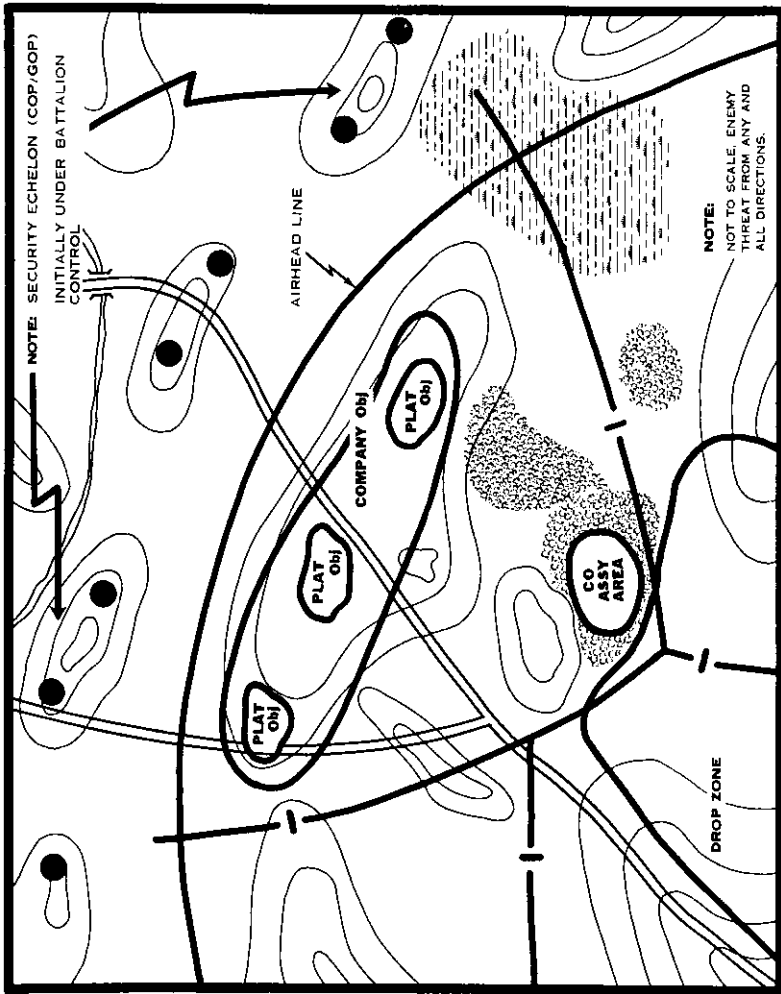 NOTE: SECURITY ECHELON (COP/GOP)
INITIALLY UNDER BATTALION
CONTROL
AIRHEAD LINE
COMPANY Obj
PLAT
Obj
PLAT
Obj
PLAT
Obj
CO
ASSY
AREA
DROP ZONE
NOTE:
NOT TO SCALE, ENEMY
THREAT FROM ANY AND
ALL DIRECTIONS.